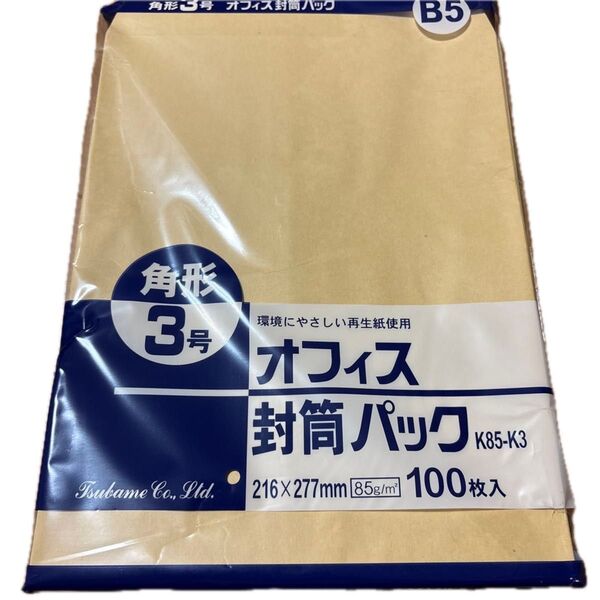 角形3号 オフィス封筒パック
B5
角形
3号
環境にやさしい再生紙使用
オフィス
封筒パック K85-K3
Tsubame Co., Ltd.
216×277mm 85g/㎡ 100枚入